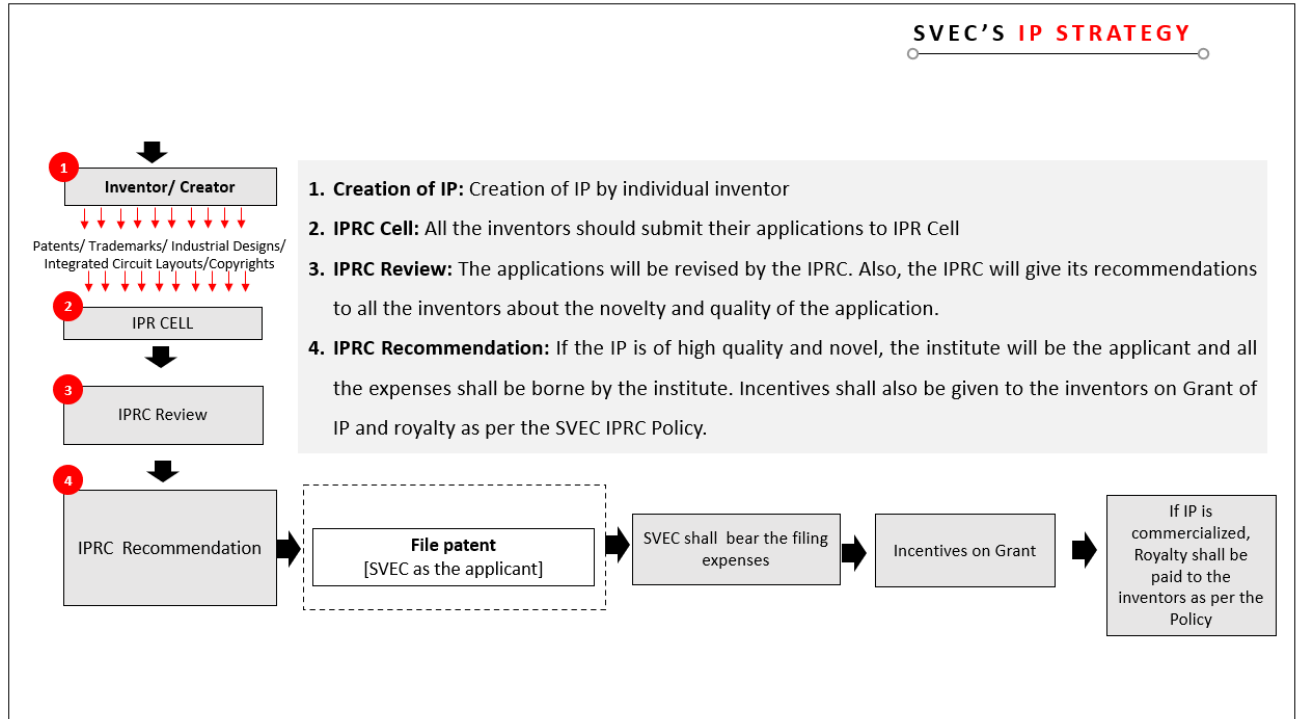 SVEC'S IP STRATEGY
1
Inventor/ Creator
Patents/ Trademarks/ Industrial Designs/
Integrated Circuit Layouts/Copyrights
2
IPR CELL
3
IPRC Review
4
IPRC Recommendation
1. Creation of IP: Creation of IP by individual inventor
2. IPRC Cell: All the inventors should submit their applications to IPR Cell
3. IPRC Review: The applications will be revised by the IPRC. Also, the IPRC will give its recommendations
to all the inventors about the novelty and quality of the application.
4. IPRC Recommendation: If the IP is of high quality and novel, the institute will be the applicant and all
the expenses shall be borne by the institute. Incentives shall also be given to the inventors on Grant of
IP and royalty as per the SVEC IPRC Policy.
File patent
[SVEC as the applicant]
SVEC shall bear the filing
expenses
Incentives on Grant
If IP is
commercialized,
Royalty shall be
paid to the
inventors as per the
Policy